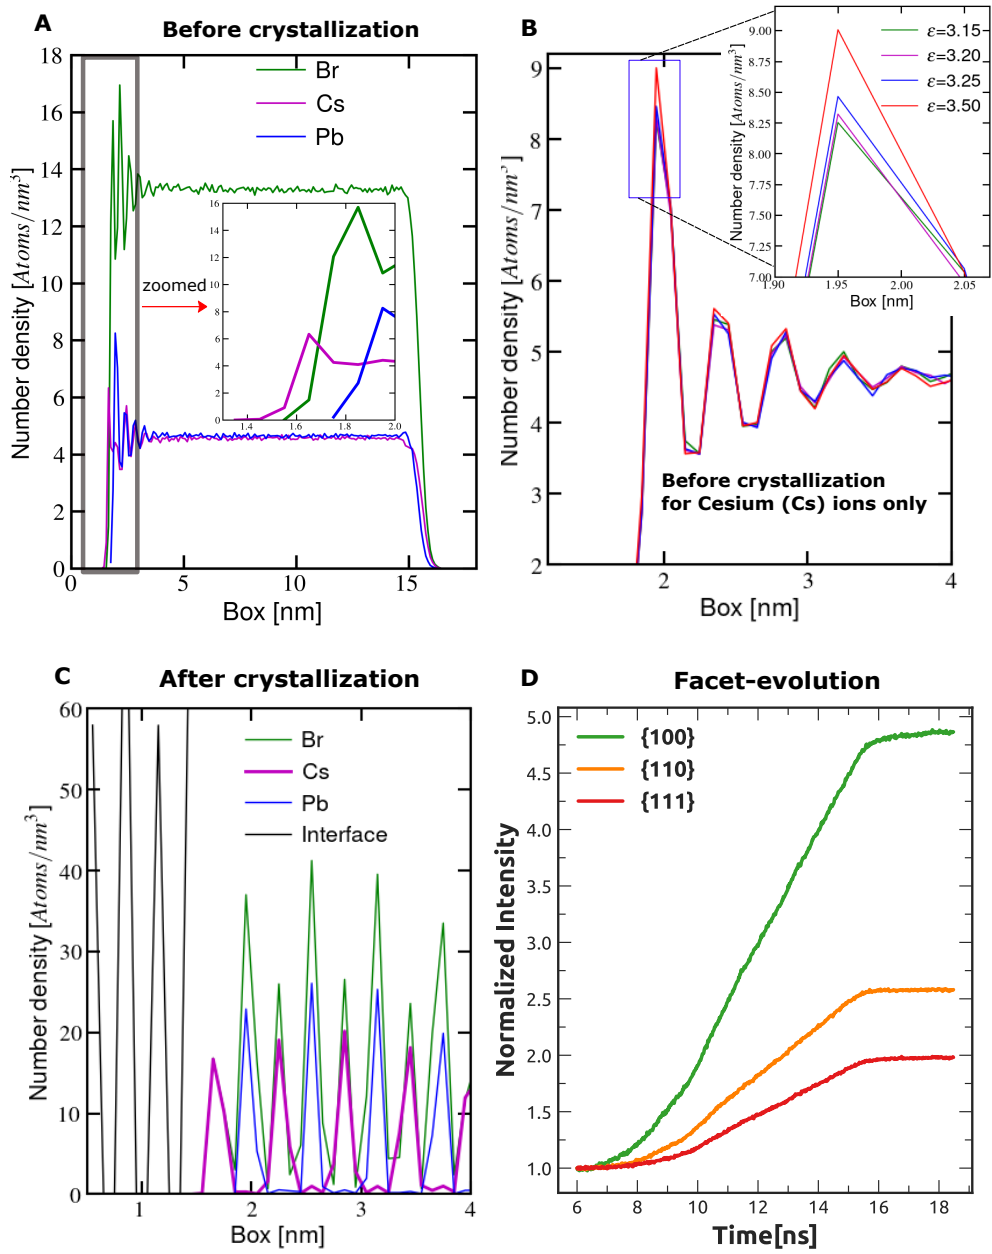 A
Before crystallization
Number density [Atoms/nm³]
18
16
14
12
10
8
6
4
2
0
0
5
10
15
Box [nm]
Br
Cs
Pb
zoomed
16
14
12
10
8
6
4
2
0
1.4
1.6
1.8
2.0
B
Number density [Atoms/nm³]
9
8
7
6
5
4
3
2
2
3
4
Box [nm]
Before crystallization
for Cesium (Cs) ions only
Number density [Atoms/nm³]
9.00
8.75
8.50
8.25
8.00
7.75
7.50
7.25
7.00
1.90
1.95
2.00
2.05
Box [nm]
ε=3.15
ε=3.20
ε=3.25
ε=3.50
C
After crystallization
Number density [Atoms/nm³]
60
50
40
30
20
10
0
1
2
3
4
Box [nm]
Br
Cs
Pb
Interface
D
Facet-evolution
Normalized Intensity
5.0
4.5
4.0
3.5
3.0
2.5
2.0
1.5
1.0
6
8
10
12
14
16
18
Time[ns]
{100}
{110}
{111}